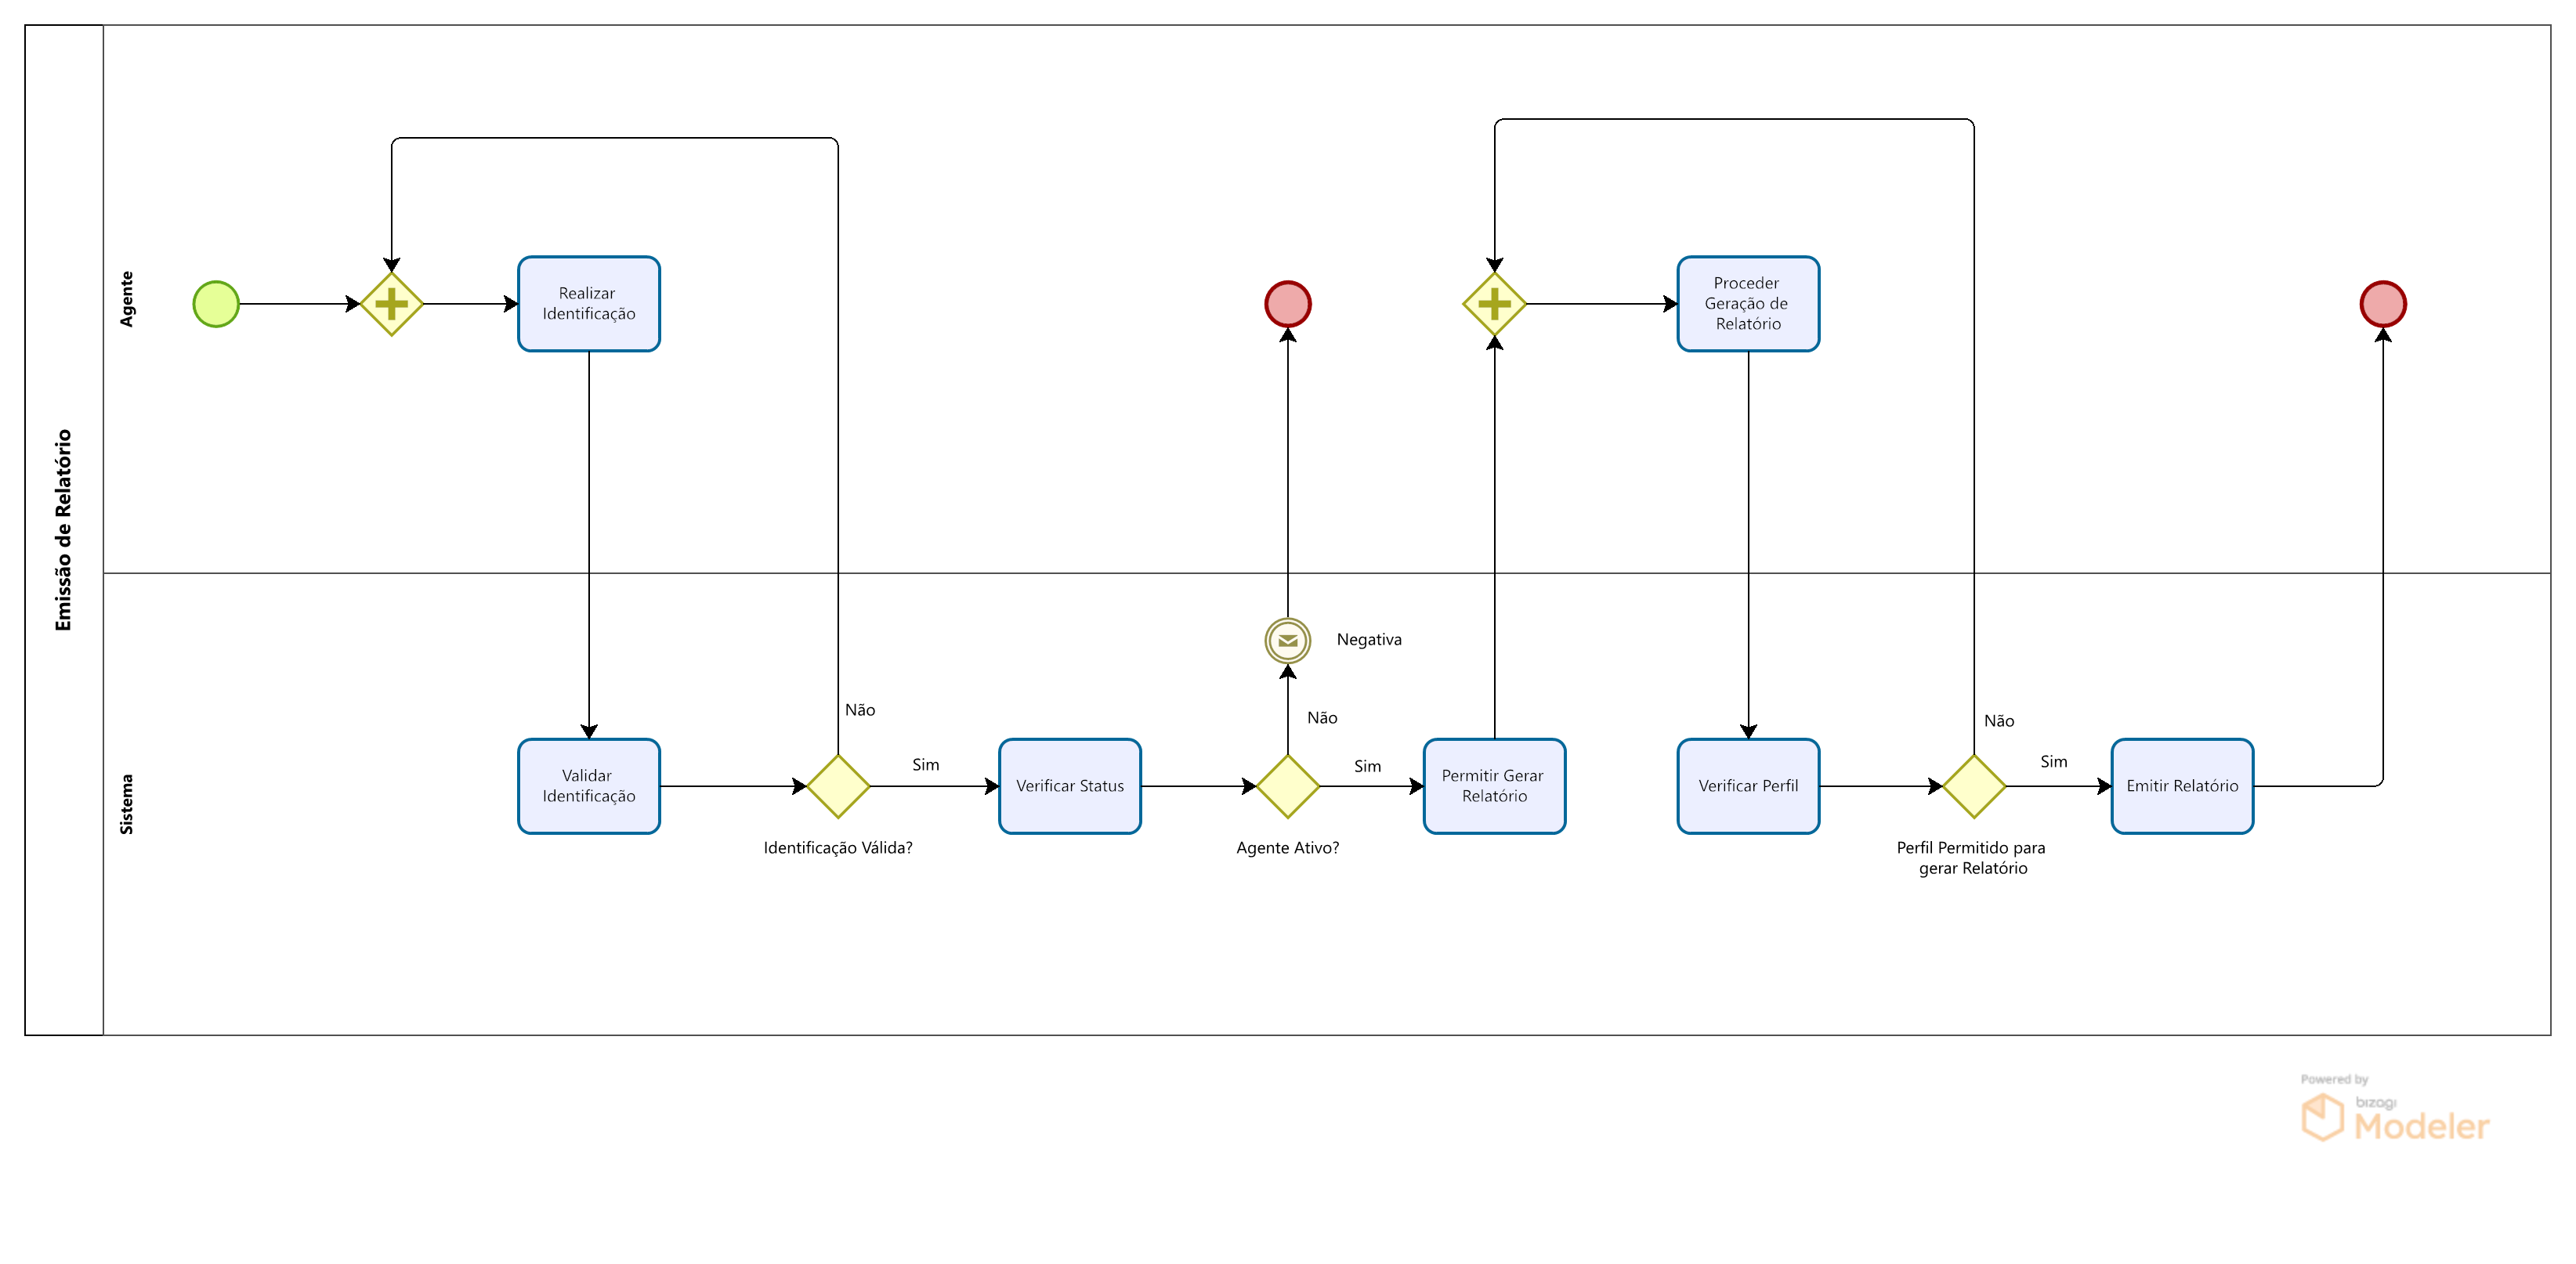 Emissão de Relatório
Agente
Realizar
Identificação
Proceder
Geração de
Relatório
Sistema
Negativa
Não
Não
Não
Validar
Identificação
Sim
Verificar Status
Sim
Permitir Gerar
Relatório
Verificar Perfil
Sim
Emitir Relatório
Identificação Válida?
Agente Ativo?
Perfil Permitido para
gerar Relatório
Powered by
bizagi
Modeler